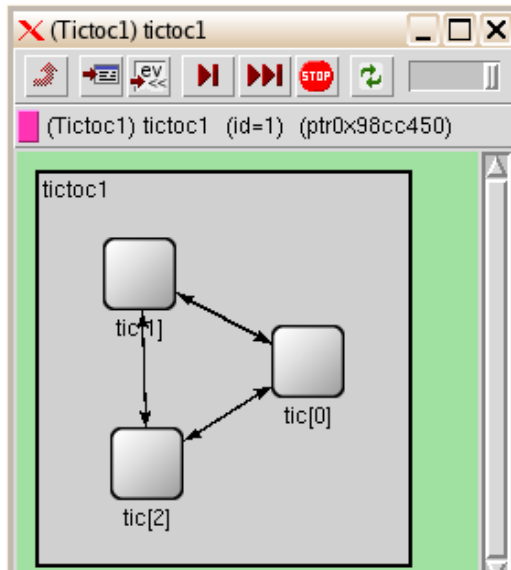 (Tictoc1) tictoc1
ev
<<
STOP
(Tictoc1) tictoc1 (id=1) (ptr0x98cc450)
tictoc1
tic[1]
tic[0]
tic[2]